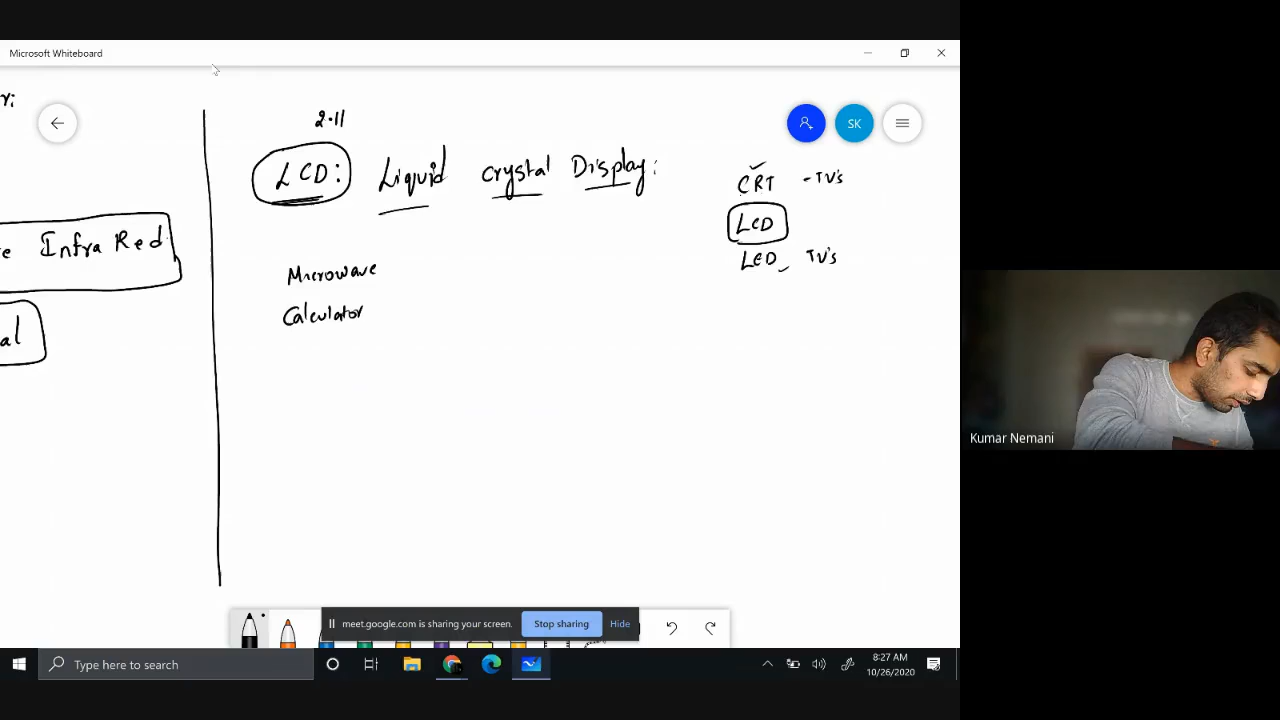 Microsoft Whiteboard
2.11
LCD: Liquid crystal Display:
CRT - TV's
LCD
LED TV's
Infra Red
al
Microwave
Calculator
SK
Kumar Nemani
meet.google.com is sharing your screen.
Stop sharing
Hide
Type here to search
8:27 AM
10/26/2020